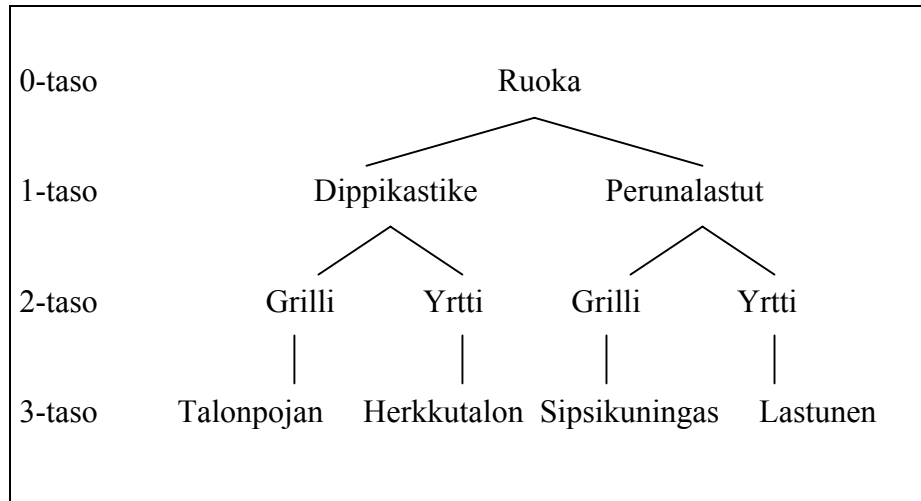 0-taso Ruoka
1-taso Dippikastike Perunalastut
2-taso Grilli Yrtti Grilli Yrtti
3-taso Talonpojan Herkkutalon Sipsikuningas Lastunen